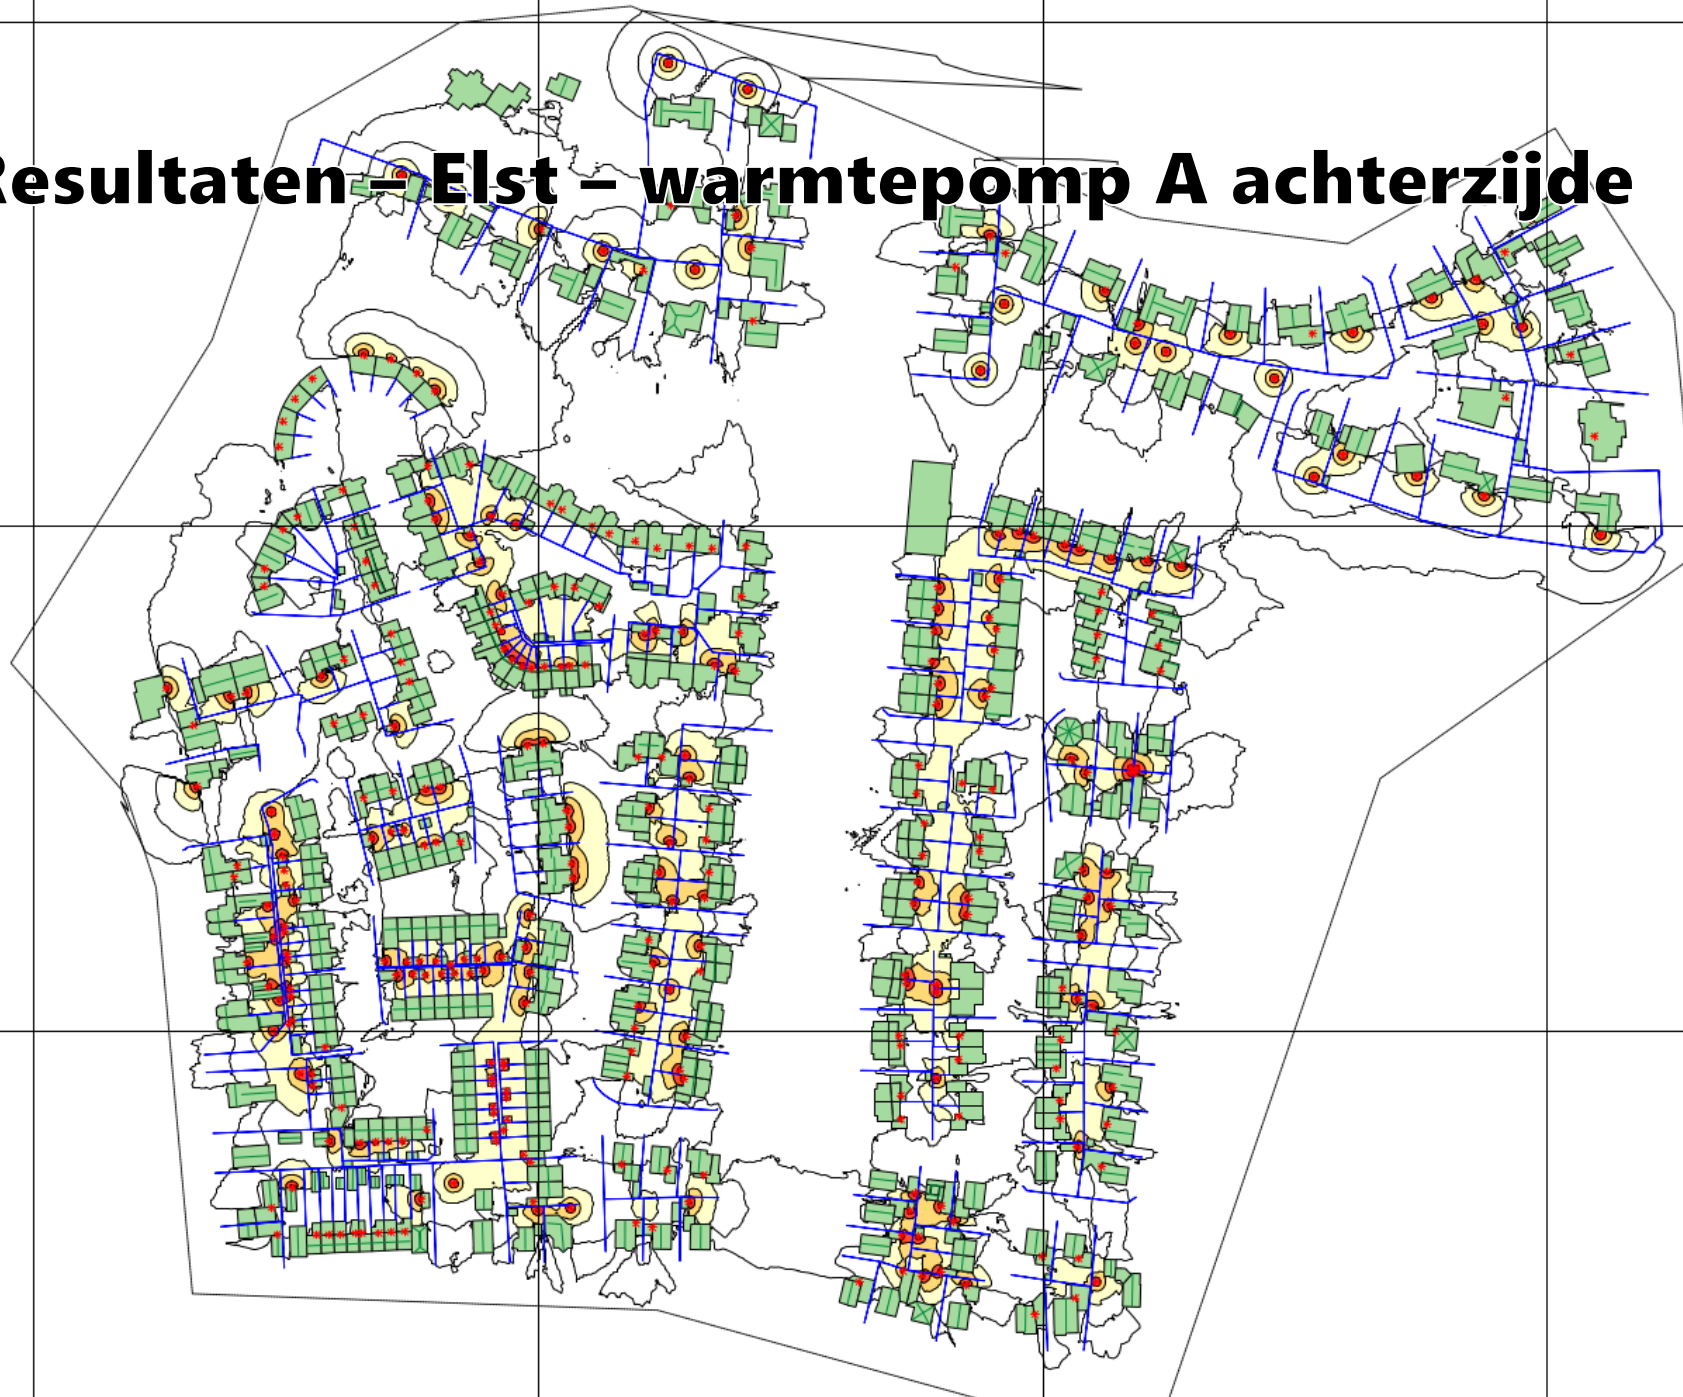 Resultaten – Elst – warmtepomp A achterzijde